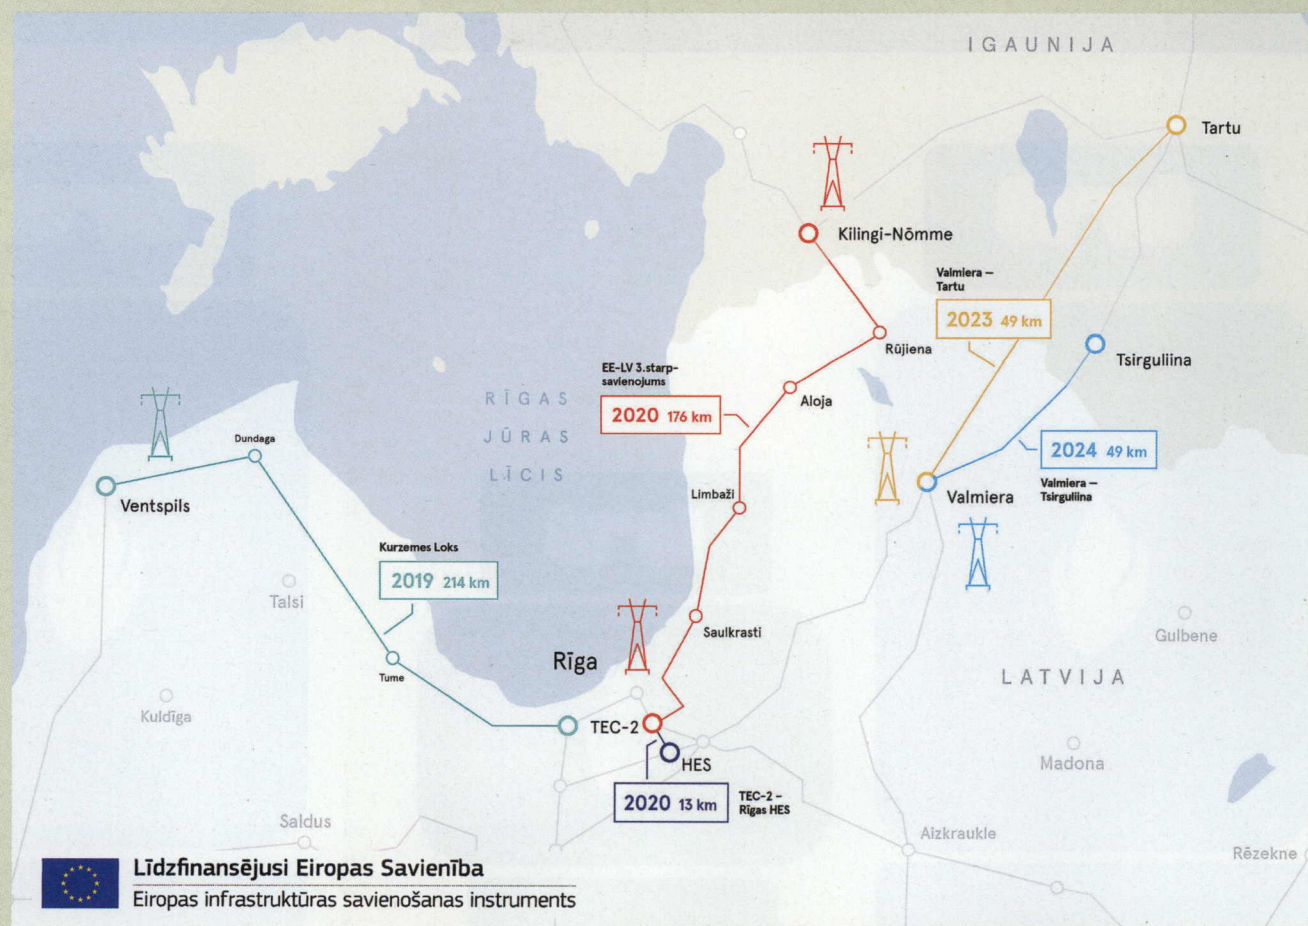 IGAUNIJA
Tartu
Kilingi-Nõmme
Valmiera –
Tartu
2023 49 km
Rūjiena
Tsirguliina
EE-LV 3.starp-
savienojums
2020 176 km
Aloja
RĪGAS
JŪRAS
LĪCIS
2024 49 km
Valmiera –
Tsirguliina
Dundaga
Ventspils
Limbaži
Valmiera
Kurzemes Loks
2019 214 km
Talsi
Saulkrasti
Gulbene
Rīga
Tume
LATVIJA
Kuldīga
TEC-2
HES
Madona
2020 13 km
TEC-2 –
Rīgas HES
Saldus
Aizkraukle
Rēzekne
Līdzfinansējusi Eiropas Savienība
Eiropas infrastruktūras savienošanas instruments